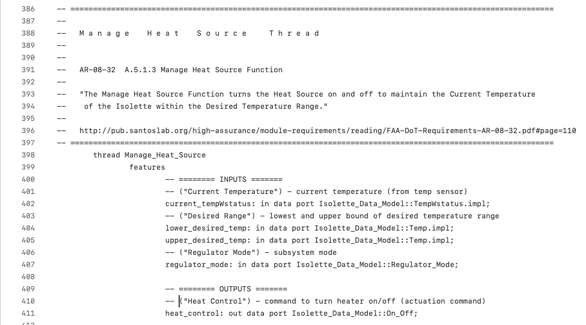 386 -- ==================================================================================================================
387 --
388 -- M a n a g e H e a t S o u r c e T h r e a d
389 --
390 --
391 -- AR-08-32 A.5.1.3 Manage Heat Source Function
392 --
393 -- "The Manage Heat Source Function turns the Heat Source on and off to maintain the Current Temperature
394 -- of the Isolette within the Desired Temperature Range."
395 --
396 -- http://pub.santoslab.org/high-assurance/module-requirements/reading/FAA-DoT-Requirements-AR-08-32.pdf#page=110
397 -- ==================================================================================================================
398 thread Manage_Heat_Source
399 features
400 -- ======== INPUTS =======
401 -- ("Current Temperature") - current temperature (from temp sensor)
402 current_tempWstatus: in data port Isolette_Data_Model::TempWstatus.impl;
403 -- ("Desired Range") - lowest and upper bound of desired temperature range
404 lower_desired_temp: in data port Isolette_Data_Model::Temp.impl;
405 upper_desired_temp: in data port Isolette_Data_Model::Temp.impl;
406 -- ("Regulator Mode") - subsystem mode
407 regulator_mode: in data port Isolette_Data_Model::Regulator_Mode;
408
409 -- ======== OUTPUTS =======
410 -- ("Heat Control") - command to turn heater on/off (actuation command)
411 heat_control: out data port Isolette_Data_Model::On_Off;